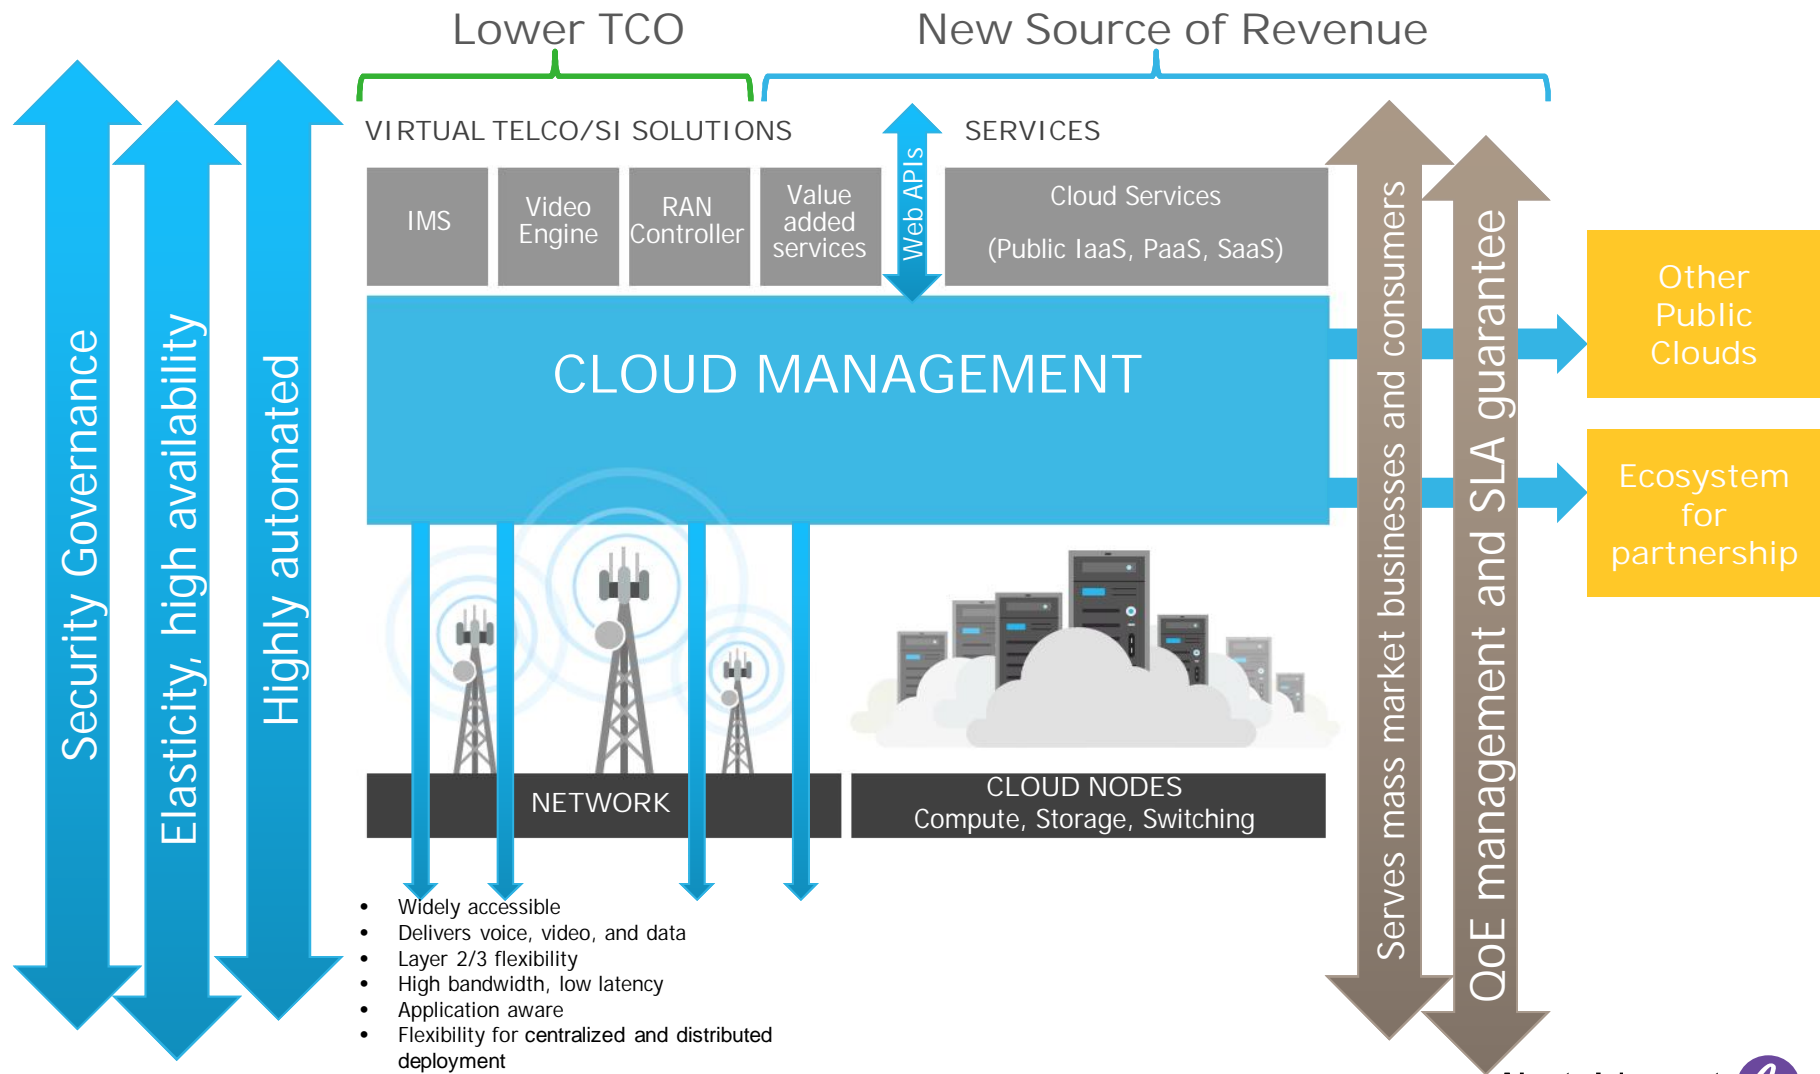 Lower TCO
New Source of Revenue
VIRTUAL TELCO/SI SOLUTIONS
SERVICES
IMS
Video
Engine
RAN
Controller
Value
added
services
Web APIs
Cloud Services
(Public IaaS, PaaS, SaaS)
CLOUD MANAGEMENT
Security Governance
Elasticity, high availability
Highly automated
Serves mass market businesses and consumers
QoE management and SLA guarantee
Other
Public
Clouds
Ecosystem
for
partnership
NETWORK
CLOUD NODES
Compute, Storage, Switching
• Widely accessible
• Delivers voice, video, and data
• Layer 2/3 flexibility
• High bandwidth, low latency
• Application aware
• Flexibility for centralized and distributed
deployment